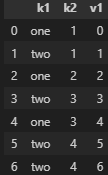 k1 k2 v1
0 one 1 0
1 two 1 1
2 one 2 2
3 two 3 3
4 one 3 4
5 two 4 5
6 two 4 6